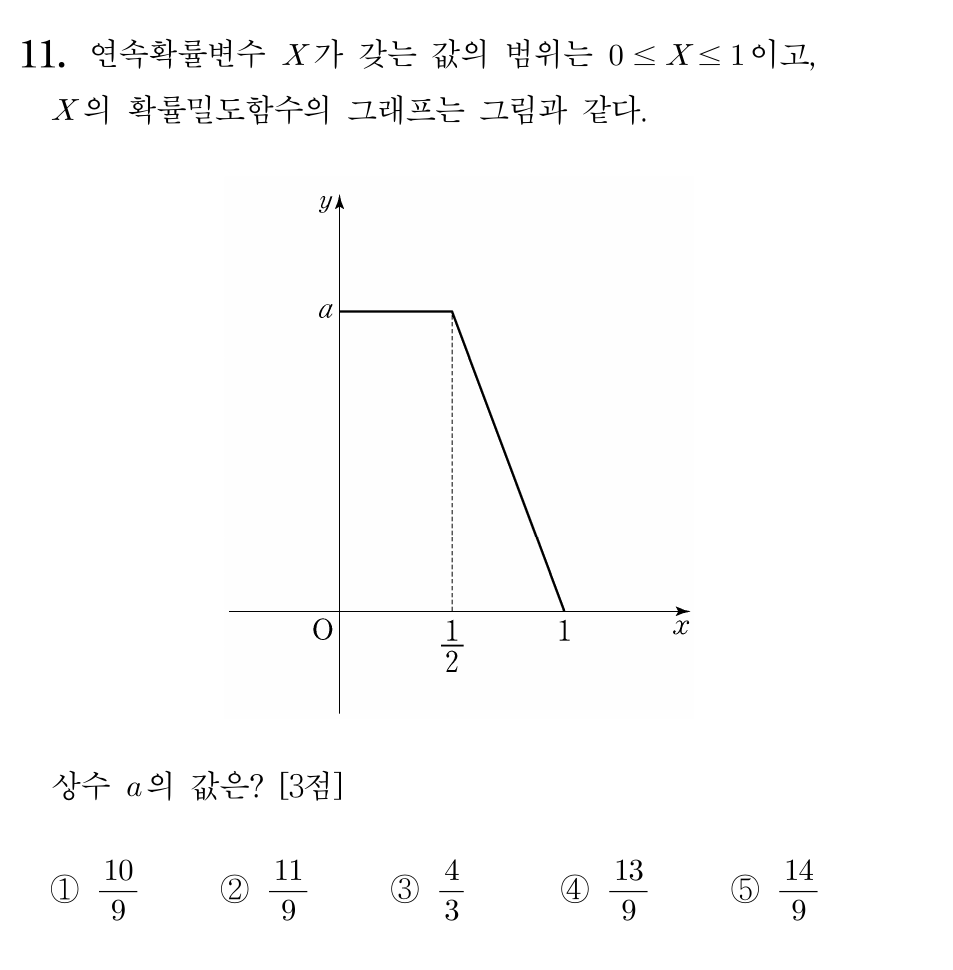 11. 연속확률변수 X가 갖는 값의 범위는 0 ≤ X ≤ 1이고,
X의 확률밀도함수의 그래프는 그림과 같다.
y
a
O 1/2 1 x
상수 a의 값은? [3점]
① 10/9 ② 11/9 ③ 4/3 ④ 13/9 ⑤ 14/9